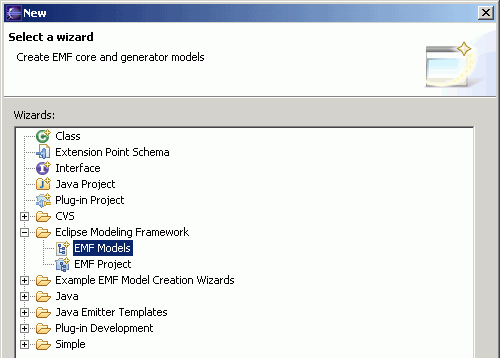 New
Select a wizard
Create EMF core and generator models
Wizards:
Class
Extension Point Schema
Interface
Java Project
Plug-in Project
CVS
Eclipse Modeling Framework
EMF Models
EMF Project
Example EMF Model Creation Wizards
Java
Java Emitter Templates
Plug-in Development
Simple